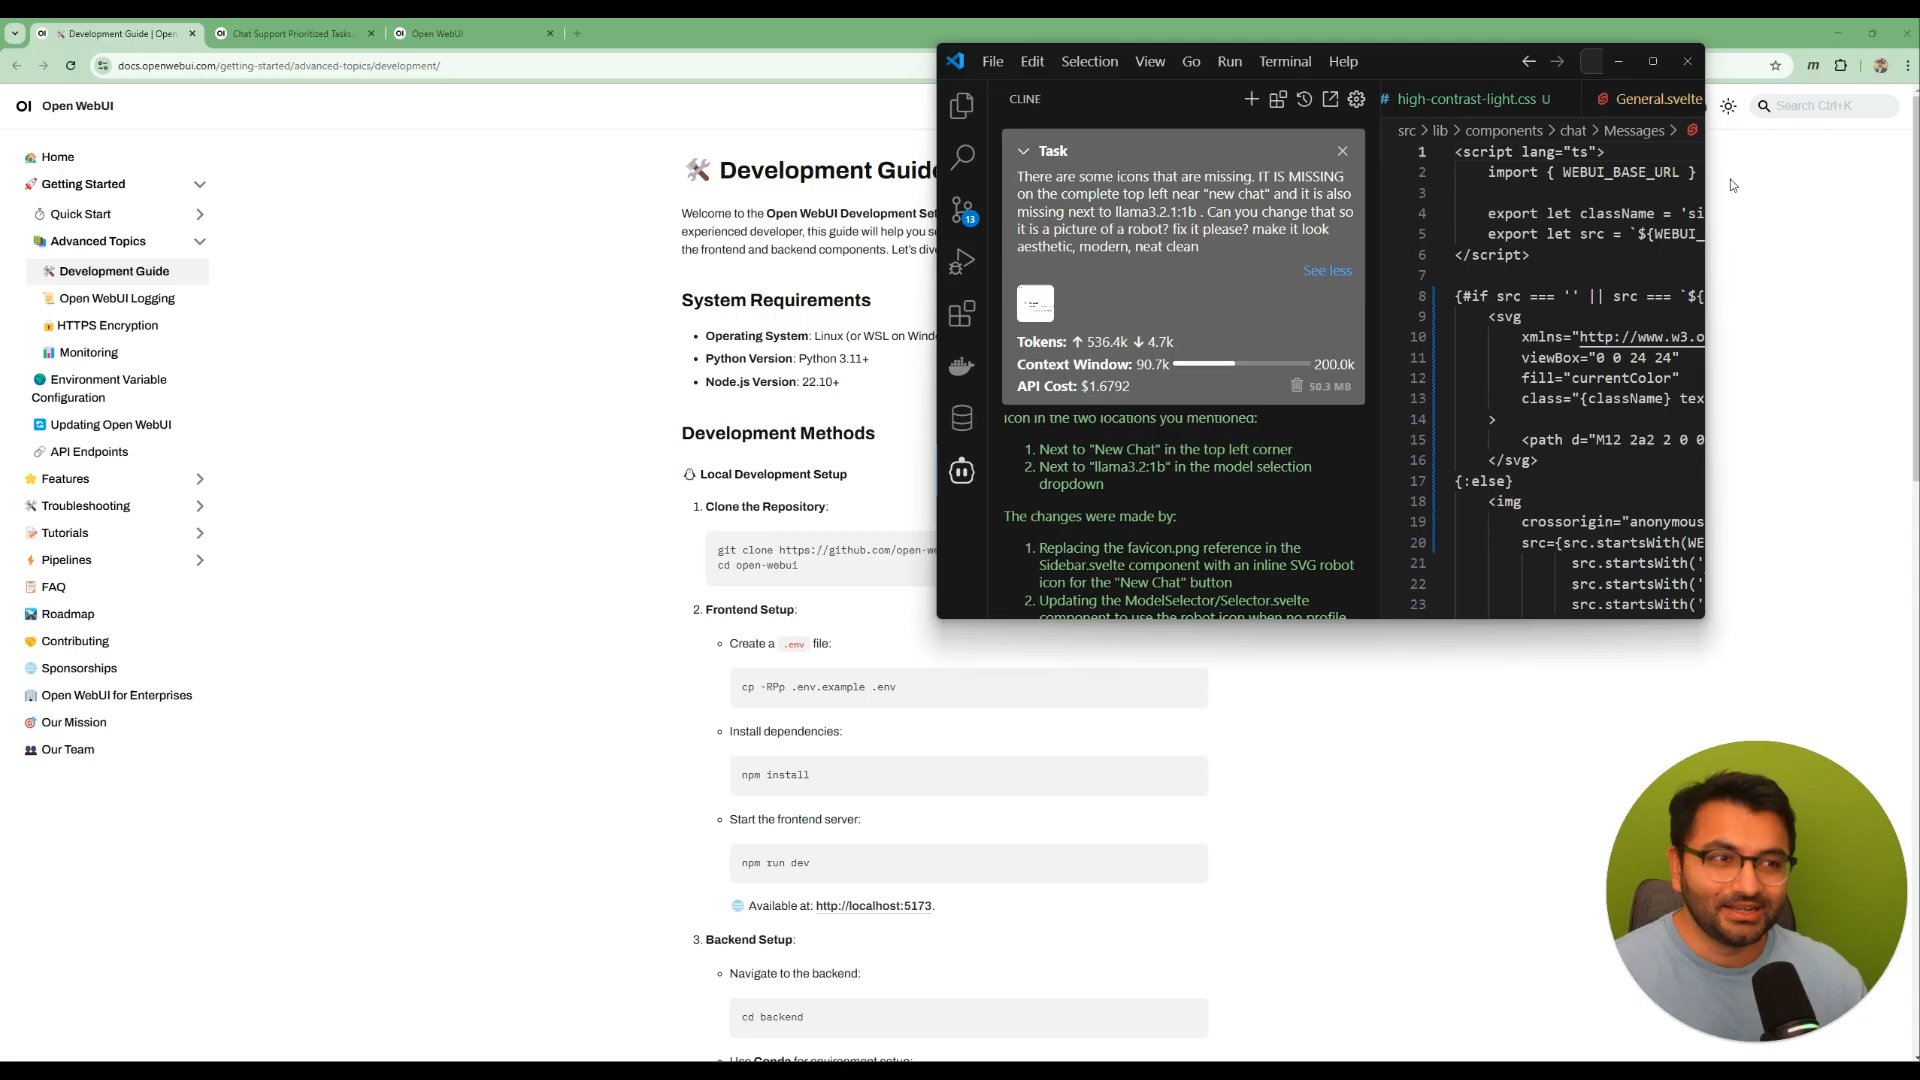 Development Guide | Open
Chat Support Prioritized Tasks
Open WebUI
docs.openwebui.com/getting-started/advanced-topics/development/
Open WebUI
Search Ctrl+K
Home
Getting Started
Quick Start
Advanced Topics
Development Guide
Open WebUI Logging
HTTPS Encryption
Monitoring
Environment Variable
Configuration
Updating Open WebUI
API Endpoints
Features
Troubleshooting
Tutorials
Pipelines
FAQ
Roadmap
Contributing
Sponsorships
Open WebUI for Enterprises
Our Mission
Our Team
Development Guide
Welcome to the Open WebUI Development Set
experienced developer, this guide will help you s
the frontend and backend components. Let's div
System Requirements
Operating System: Linux (or WSL on Wind
Python Version: Python 3.11+
Node.js Version: 22.10+
Development Methods
Local Development Setup
1. Clone the Repository:
git clone https://github.com/open-we
cd open-webui
2. Frontend Setup:
Create a .env file:
cp -RPp .env.example .env
Install dependencies:
npm install
Start the frontend server:
npm run dev
Available at: http://localhost:5173.
3. Backend Setup:
Navigate to the backend:
cd backend
Use Conda for environment setup:
File Edit Selection View Go Run Terminal Help
CLINE
13
Task
There are some icons that are missing. IT IS MISSING
on the complete top left near "new chat" and it is also
missing next to llama3.2.1:1b . Can you change that so
it is a picture of a robot? fix it please? make it look
aesthetic, modern, neat clean
See less
Tokens: ↑ 536.4k ↓ 4.7k
Context Window: 90.7k 200.0k
API Cost: $1.6792 50.3 MB
icon in the two locations you mentioned:
1. Next to "New Chat" in the top left corner
2. Next to "llama3.2:1b" in the model selection
dropdown
The changes were made by:
1. Replacing the favicon.png reference in the
Sidebar.svelte component with an inline SVG robot
icon for the "New Chat" button
2. Updating the ModelSelector/Selector.svelte
component to use the robot icon when no profile
# high-contrast-light.css U General.svelte
src > lib > components > chat > Messages >
1 <script lang="ts">
2 import { WEBUI_BASE_URL }
3
4 export let className = 'si
5 export let src = `${WEBUI_
6 </script>
7
8 {#if src === '' || src === `${
9 <svg
10 xmlns="http://www.w3.o
11 viewBox="0 0 24 24"
12 fill="currentColor"
13 class="{className} tex
14 >
15 <path d="M12 2a2 2 0 0
16 </svg>
17 {:else}
18 <img
19 crossorigin="anonymous
20 src={src.startsWith(WE
21 src.startsWith('
22 src.startsWith('
23 src.startsWith('